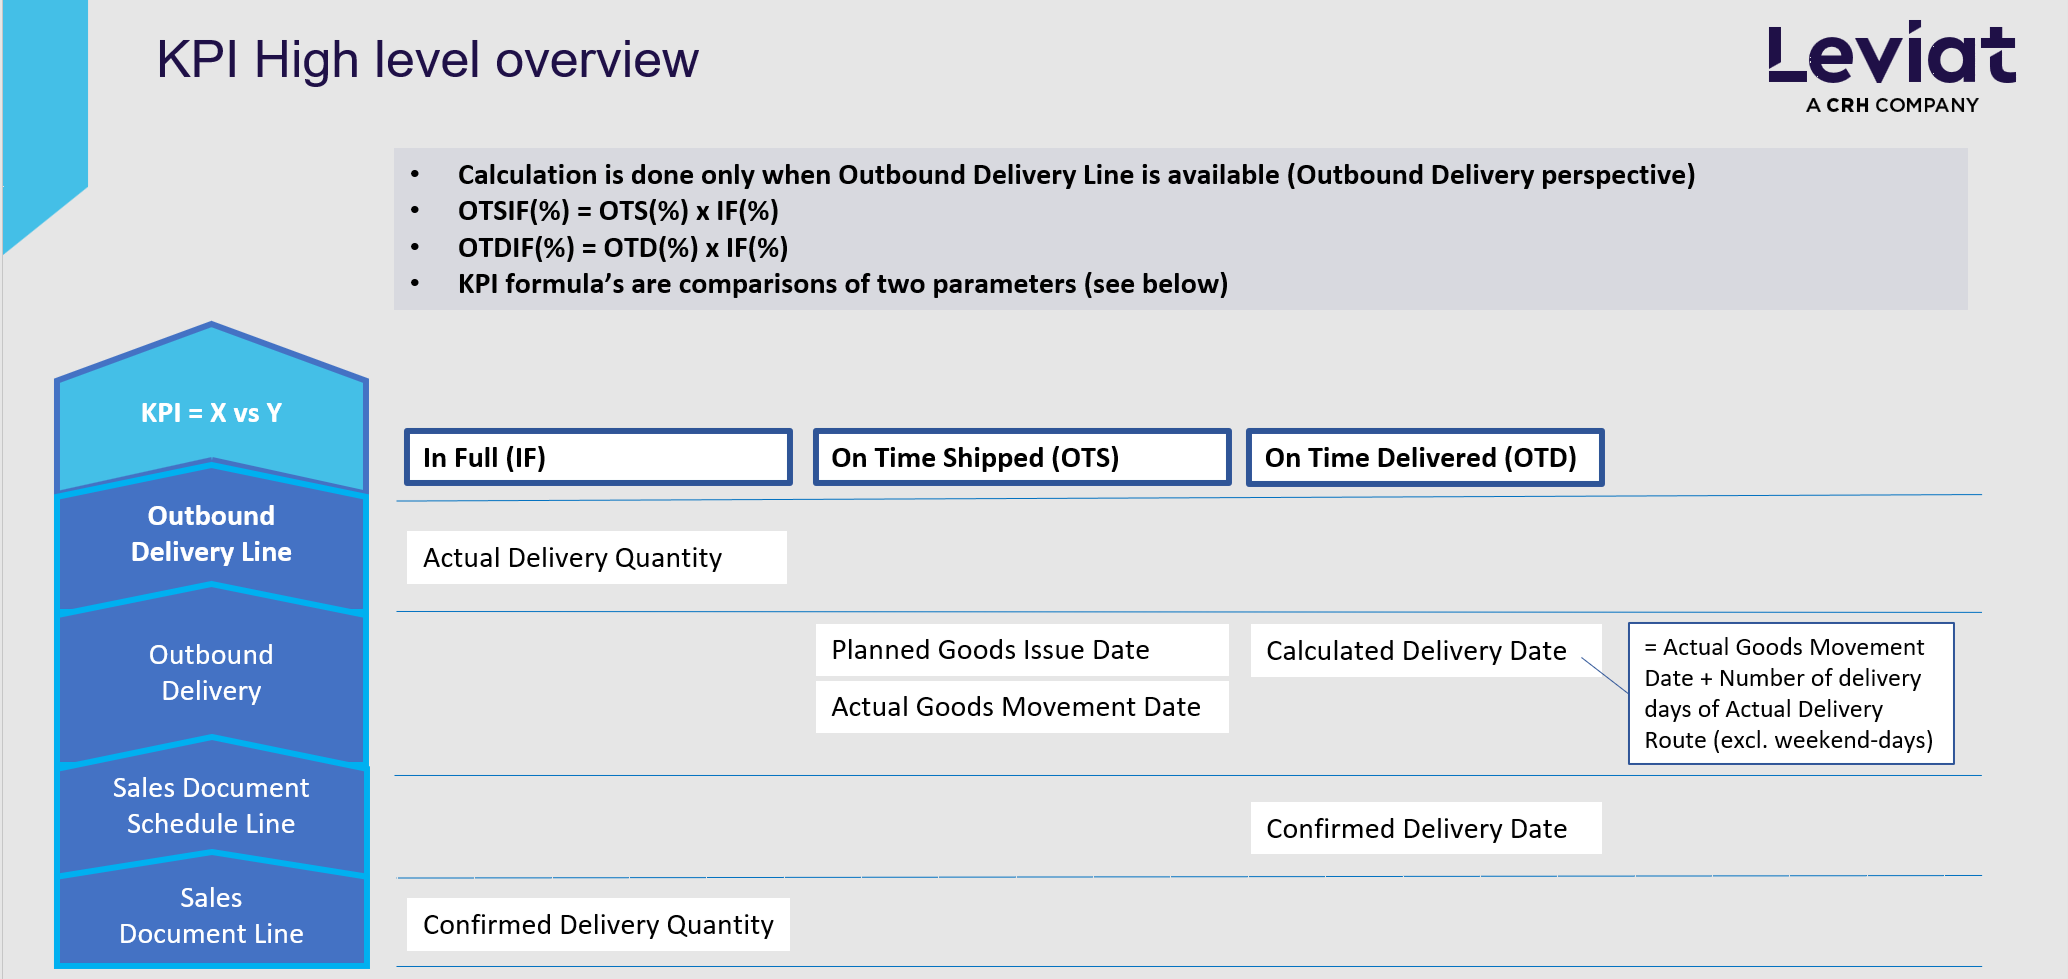 KPI High level overview
Leviat
A CRH COMPANY
• Calculation is done only when Outbound Delivery Line is available (Outbound Delivery perspective)
• OTSIF(%) = OTS(%) x IF(%)
• OTDIF(%) = OTD(%) x IF(%)
• KPI formula’s are comparisons of two parameters (see below)
KPI = X vs Y
In Full (IF)
On Time Shipped (OTS)
On Time Delivered (OTD)
Outbound
Delivery Line
Actual Delivery Quantity
Outbound
Delivery
Planned Goods Issue Date
Actual Goods Movement Date
Calculated Delivery Date
= Actual Goods Movement
Date + Number of delivery
days of Actual Delivery
Route (excl. weekend-days)
Sales Document
Schedule Line
Confirmed Delivery Date
Sales
Document Line
Confirmed Delivery Quantity